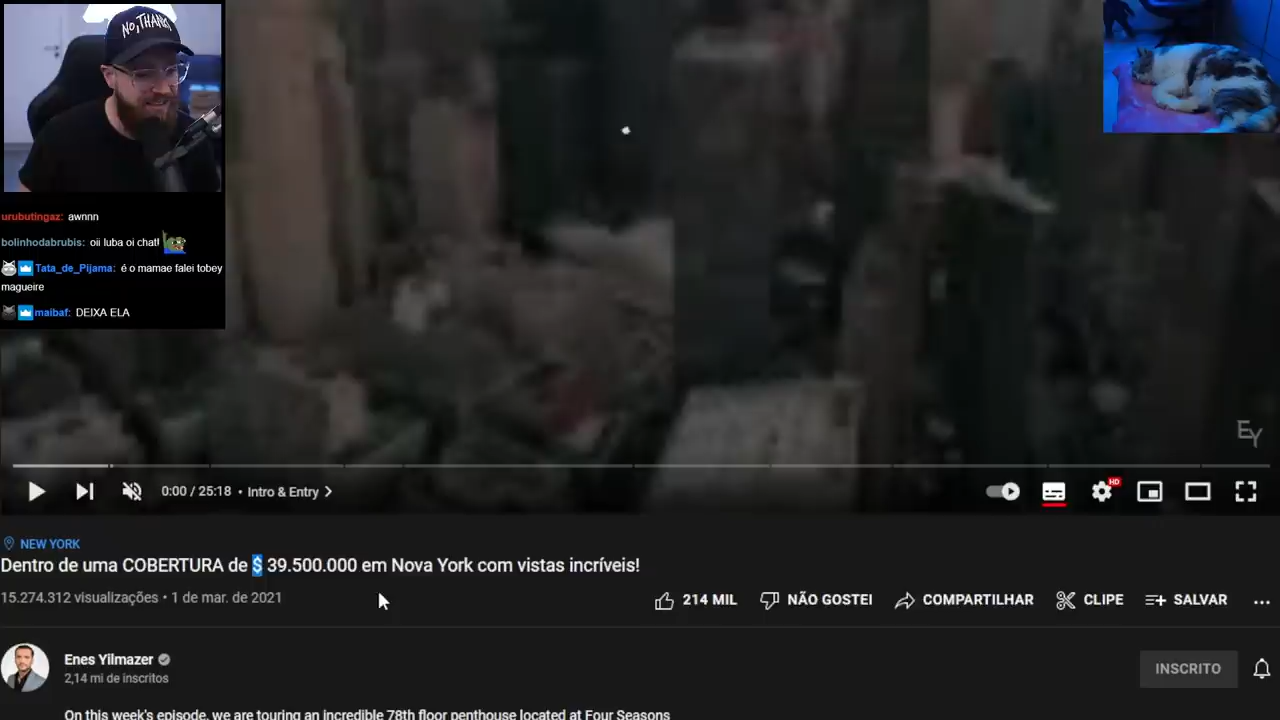 NO, THANKS
urubutingaz: awnnn
bolinhodabrubis: oii luba oi chat!
Tata_de_Pijama: é o mamae falei tobey
magueire
maibaf: DEIXA ELA
EY
0:00 / 25:18 • Intro & Entry
HD
NEW YORK
Dentro de uma COBERTURA de $ 39.500.000 em Nova York com vistas incríveis!
15.274.312 visualizações • 1 de mar. de 2021
214 MIL NÃO GOSTEI COMPARTILHAR CLIPE SALVAR
Enes Yilmazer
2,14 mi de inscritos
INSCRITO
On this week's episode, we are touring an incredible 78th floor penthouse located at Four Seasons